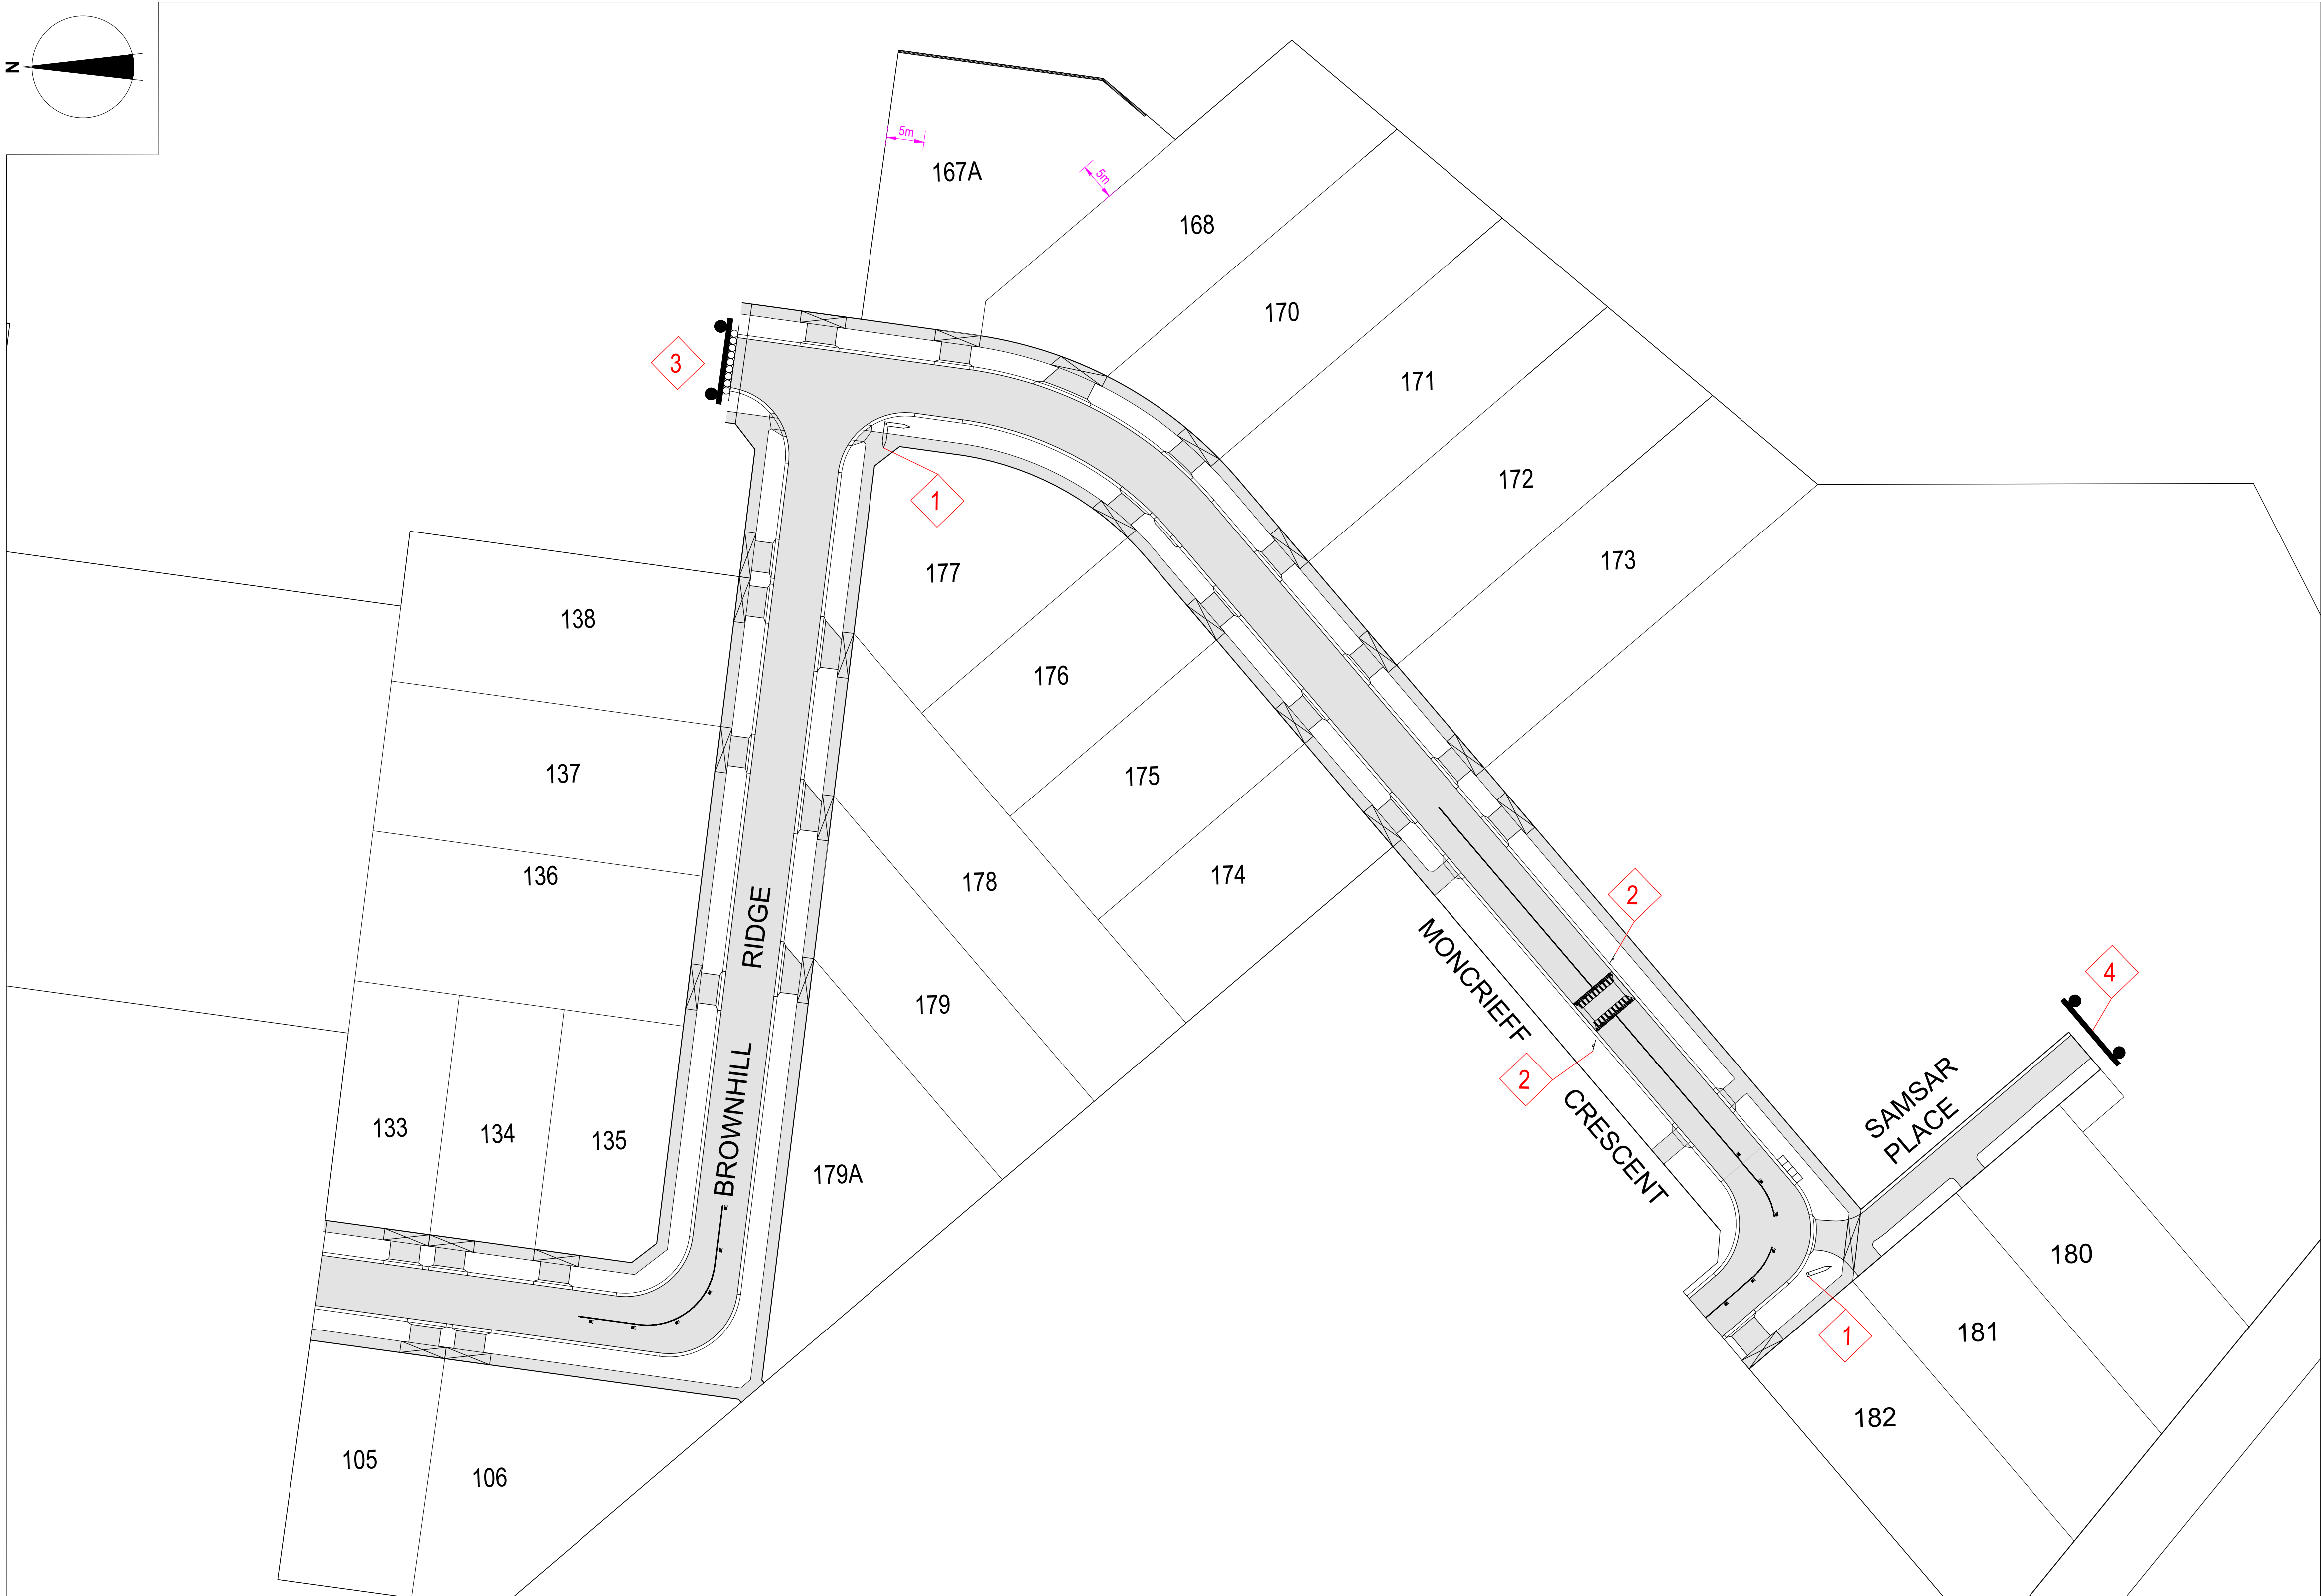 N
5m
167A
5m
168
170
3
171
1
172
173
177
138
176
137
175
136
174
178
2
RIDGE
MONCRIEFF
4
179
2
SAMSAR
PLACE
CRESCENT
133
134
135
BROWNHILL
179A
180
1
181
182
105
106